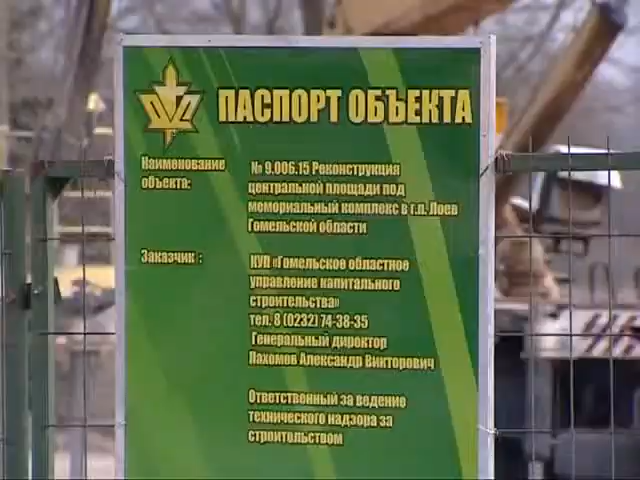 ПАСПОРТ ОБЪЕКТА
Наименование
объекта:
№ 9.006.15 Реконструкция
центральной площади под
мемориальный комплекс в г.п. Лоев
Гомельской области
Заказчик :
КУП «Гомельское областное
управление капитального
строительства»
тел. 8 (0232) 74-38-35
Генеральный директор
Пахомов Александр Викторович
Ответственный за ведение
технического надзора за
строительством